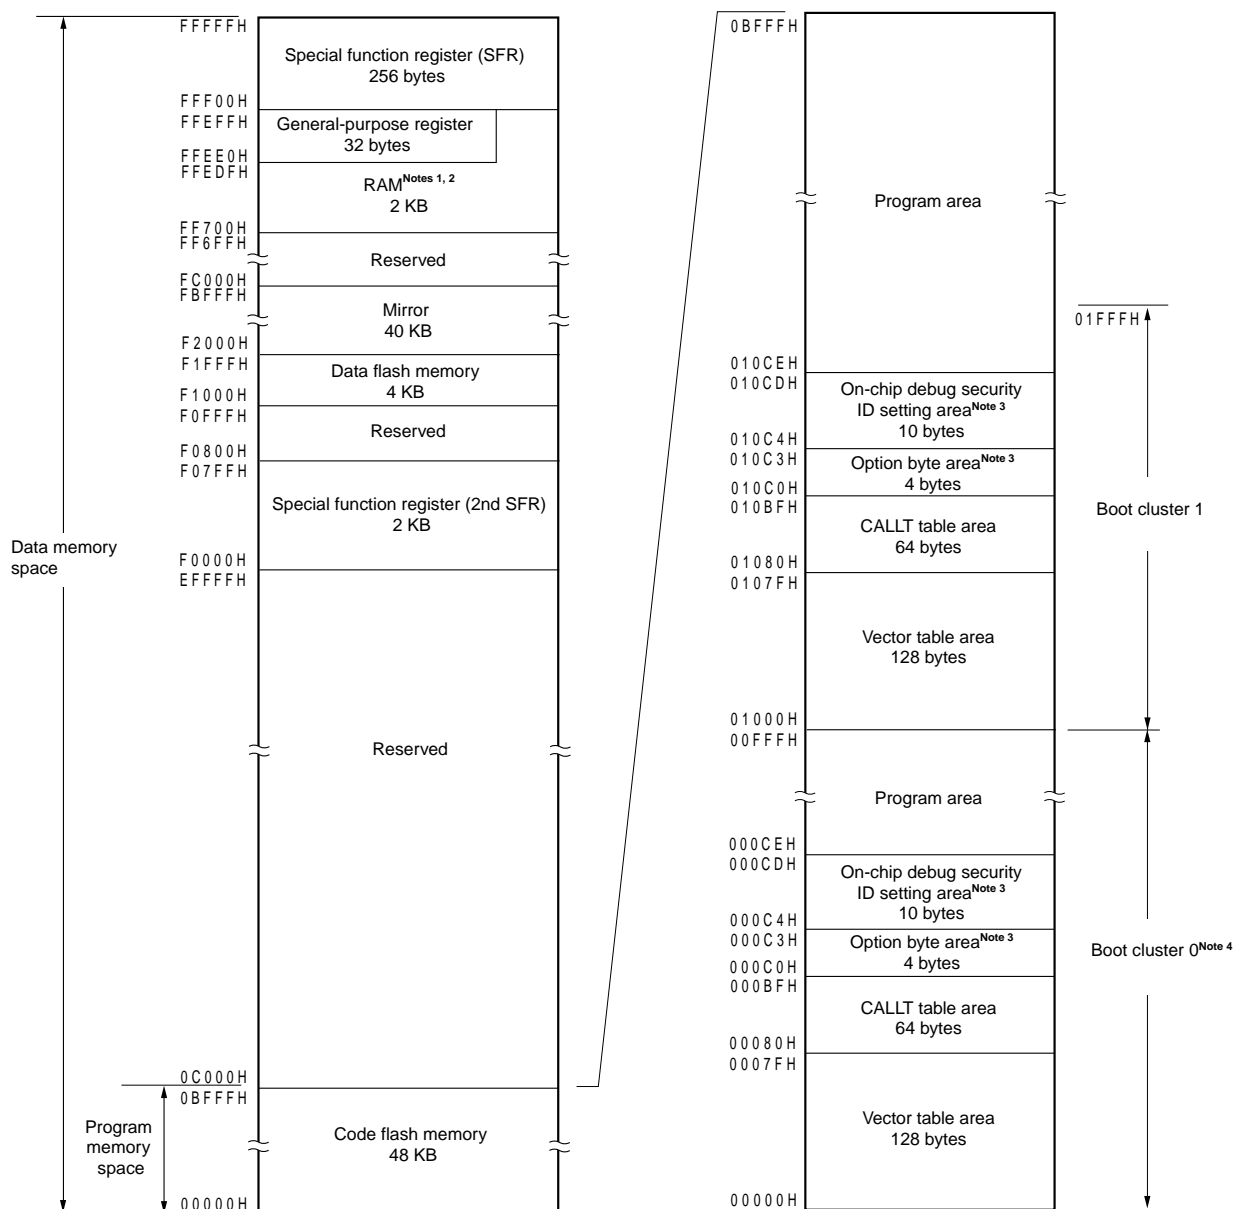 FFFFFH
Special function register (SFR)
256 bytes
FFF00H
FFEFFH
General-purpose register
32 bytes
FFEE0H
FFEDFH
RAMNotes 1, 2
2 KB
FF700H
FF6FFH
Reserved
FC000H
FBFFFH
Mirror
40 KB
F2000H
F1FFFH
Data flash memory
4 KB
F1000H
F0FFFH
Reserved
F0800H
F07FFH
Special function register (2nd SFR)
2 KB
F0000H
EFFFFH
Data memory
space
Reserved
0C000H
0BFFFH
Program
memory
space
Code flash memory
48 KB
00000H
0BFFFH
Program area
01FFFH
010CEH
010CDH
On-chip debug security
ID setting areaNote 3
10 bytes
010C4H
010C3H
Option byte areaNote 3
4 bytes
010C0H
010BFH
CALLT table area
64 bytes
Boot cluster 1
01080H
0107FH
Vector table area
128 bytes
01000H
00FFFH
Program area
000CEH
000CDH
On-chip debug security
ID setting areaNote 3
10 bytes
000C4H
000C3H
Option byte areaNote 3
4 bytes
Boot cluster 0Note 4
000C0H
000BFH
CALLT table area
64 bytes
00080H
0007FH
Vector table area
128 bytes
00000H